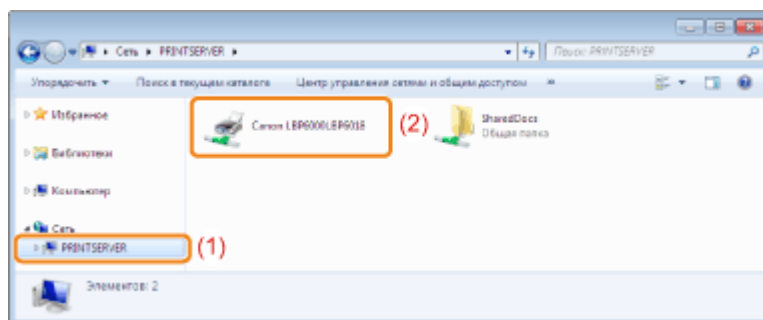 Сеть ▸ PRINTSERVER ▸
Поиск: PRINTSERVER
Упорядочить
Поиск в текущем каталоге
Центр управления сетями и общим доступом
»
Избранное
Библиотеки
Компьютер
Сеть
PRINTSERVER
(1)
Canon LBP6000/LBP6018
(2)
SharedDocs
Общая папка
Элементов: 2